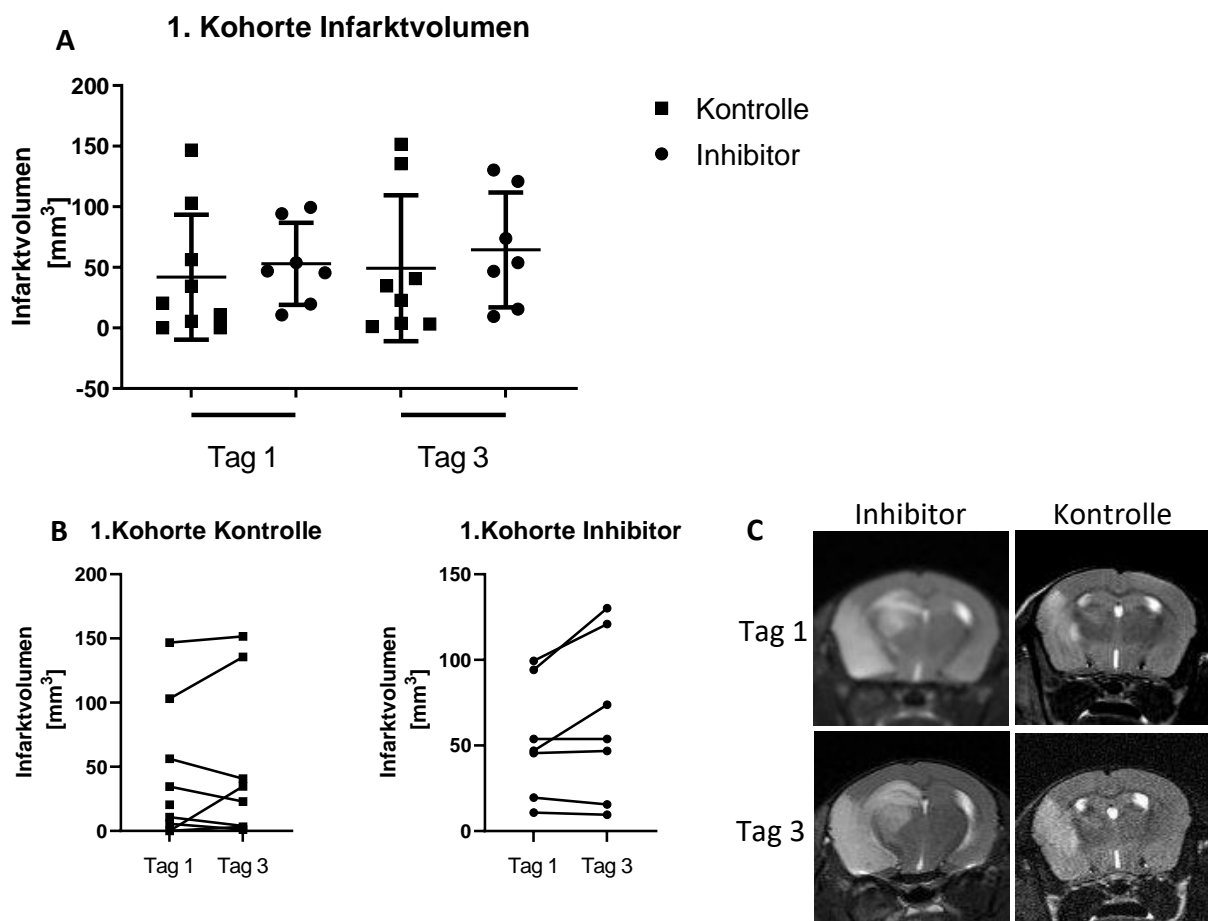 A
1. Kohorte Infarktvolumen
Infarktvolumen
[mm³]
200
150
100
50
0
-50
Tag 1
Tag 3
Kontrolle
Inhibitor
B
1.Kohorte Kontrolle
Infarktvolumen
[mm³]
200
150
100
50
0
Tag 1
Tag 3
1.Kohorte Inhibitor
Infarktvolumen
[mm³]
150
100
50
0
Tag 1
Tag 3
C
Inhibitor
Kontrolle
Tag 1
Tag 3